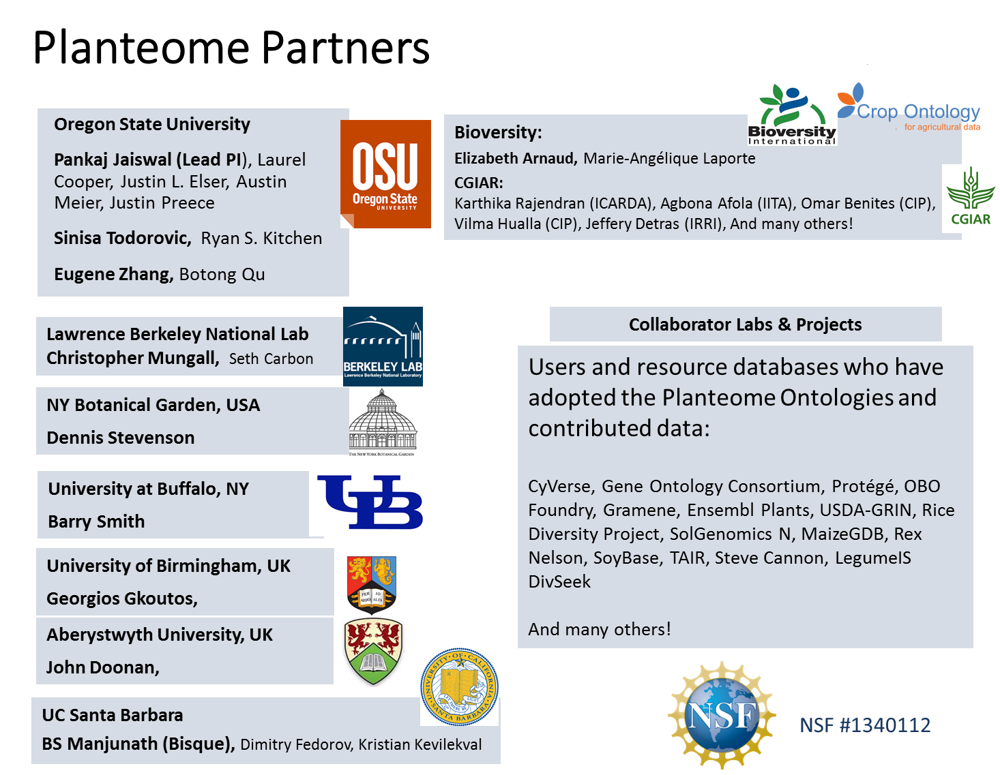 Planteome Partners
Oregon State University
Pankaj Jaiswal (Lead PI), Laurel
Cooper, Justin L. Elser, Austin
Meier, Justin Preece
Sinisa Todorovic, Ryan S. Kitchen
Eugene Zhang, Botong Qu
OSU
Oregon State
UNIVERSITY
Bioversity:
Elizabeth Arnaud, Marie-Angélique Laporte
CGIAR:
Karthika Rajendran (ICARDA), Agbona Afola (IITA), Omar Benites (CIP),
Vilma Hualla (CIP), Jeffery Detras (IRRI), And many others!
Bioversity
International
Crop Ontology
for agricultural data
CGIAR
Lawrence Berkeley National Lab
Christopher Mungall, Seth Carbon
BERKELEY LAB
Lawrence Berkeley National Laboratory
NY Botanical Garden, USA
Dennis Stevenson
THE NEW YORK BOTANICAL GARDEN
University at Buffalo, NY
Barry Smith
UB
University of Birmingham, UK
Georgios Gkoutos,
PER AD
ARDUA ALTA
Aberystwyth University, UK
John Doonan,
UC Santa Barbara
BS Manjunath (Bisque), Dimitry Fedorov, Kristian Kevilekval
UNIVERSITY·OF·CALIFORNIA
LET THERE BE LIGHT
SANTA BARBARA
Collaborator Labs & Projects
Users and resource databases who have
adopted the Planteome Ontologies and
contributed data:
CyVerse, Gene Ontology Consortium, Protégé, OBO
Foundry, Gramene, Ensembl Plants, USDA-GRIN, Rice
Diversity Project, SolGenomics N, MaizeGDB, Rex
Nelson, SoyBase, TAIR, Steve Cannon, LegumeIS
DivSeek
And many others!
NSF
NSF #1340112